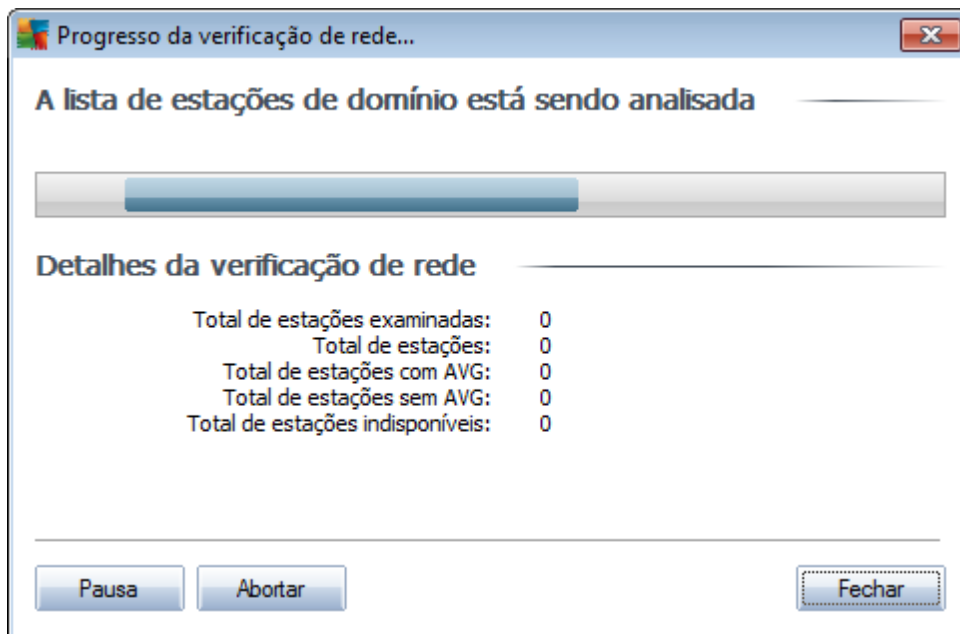 Progresso da verificação de rede...
A lista de estações de domínio está sendo analisada
Detalhes da verificação de rede
Total de estações examinadas: 0
Total de estações: 0
Total de estações com AVG: 0
Total de estações sem AVG: 0
Total de estações indisponíveis: 0
Pausa Abortar Fechar